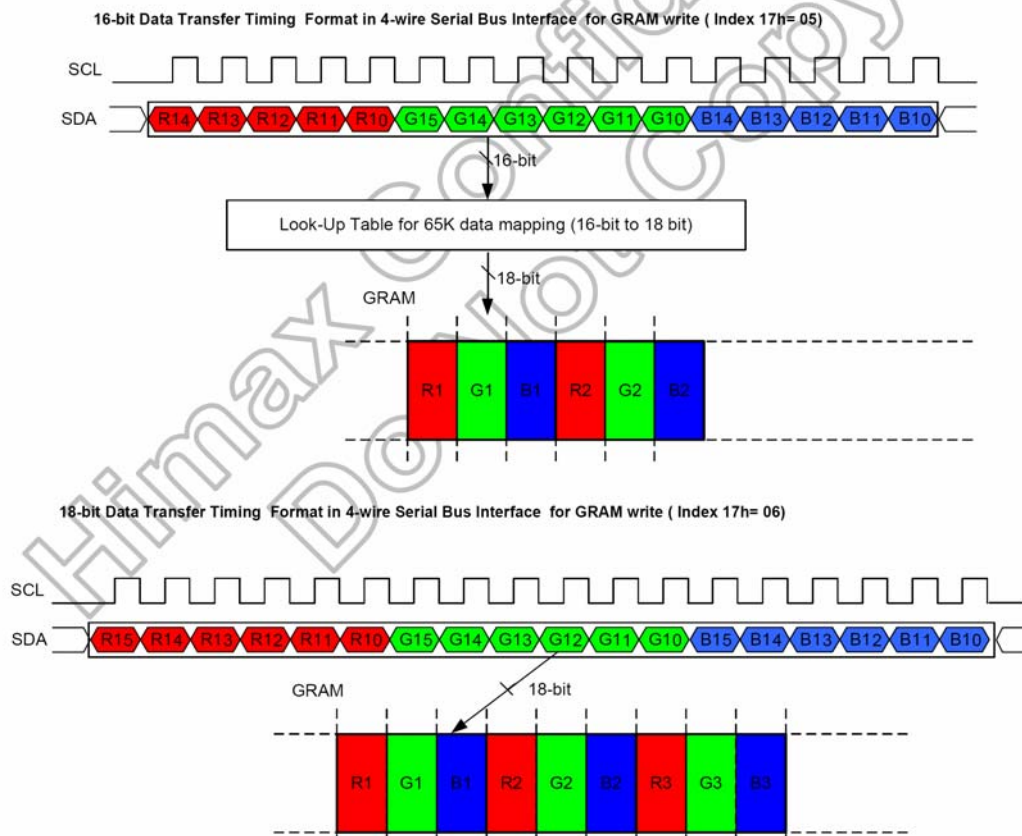 16-bit Data Transfer Timing Format in 4-wire Serial Bus Interface for GRAM write ( Index 17h= 05)
SCL
SDA R14 R13 R12 R11 R10 G15 G14 G13 G12 G11 G10 B14 B13 B12 B11 B10
16-bit
Look-Up Table for 65K data mapping (16-bit to 18 bit)
18-bit
GRAM
R1 G1 B1 R2 G2 B2
18-bit Data Transfer Timing Format in 4-wire Serial Bus Interface for GRAM write ( Index 17h= 06)
SCL
SDA R15 R14 R13 R12 R11 R10 G15 G14 G13 G12 G11 G10 B15 B14 B13 B12 B11 B10
GRAM 18-bit
R1 G1 B1 R2 G2 B2 R3 G3 B3
Himax
Do Not Copy